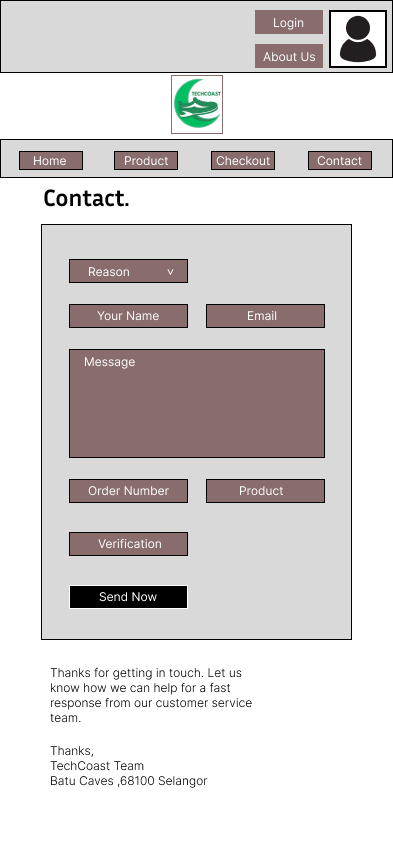 Login
About Us
TECHCOAST
Home
Product
Checkout
Contact
Contact.
Reason v
Your Name
Email
Message
Order Number
Product
Verification
Send Now
Thanks for getting in touch. Let us
know how we can help for a fast
response from our customer service
team.
Thanks,
TechCoast Team
Batu Caves ,68100 Selangor